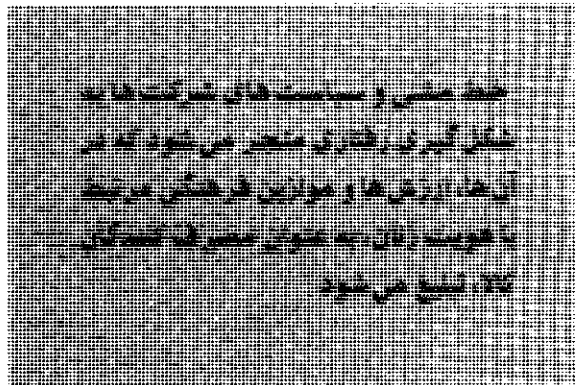 خط مشی و سیاست های شرکت ها به
شکل گیری رفتاری منجر می شود که در
آن ها، ارزش ها و موازین فرهنگی مرتبط
با هویت زنان، به عنوان مصرف کنندگان
کالا، تبلیغ می شود